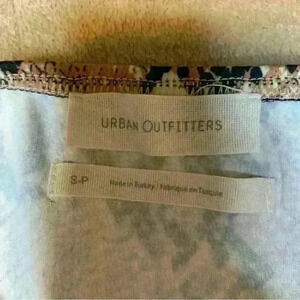 URBAN OUTFITTERS
S-P
Made in Turkey / Fabriqué en Turquie